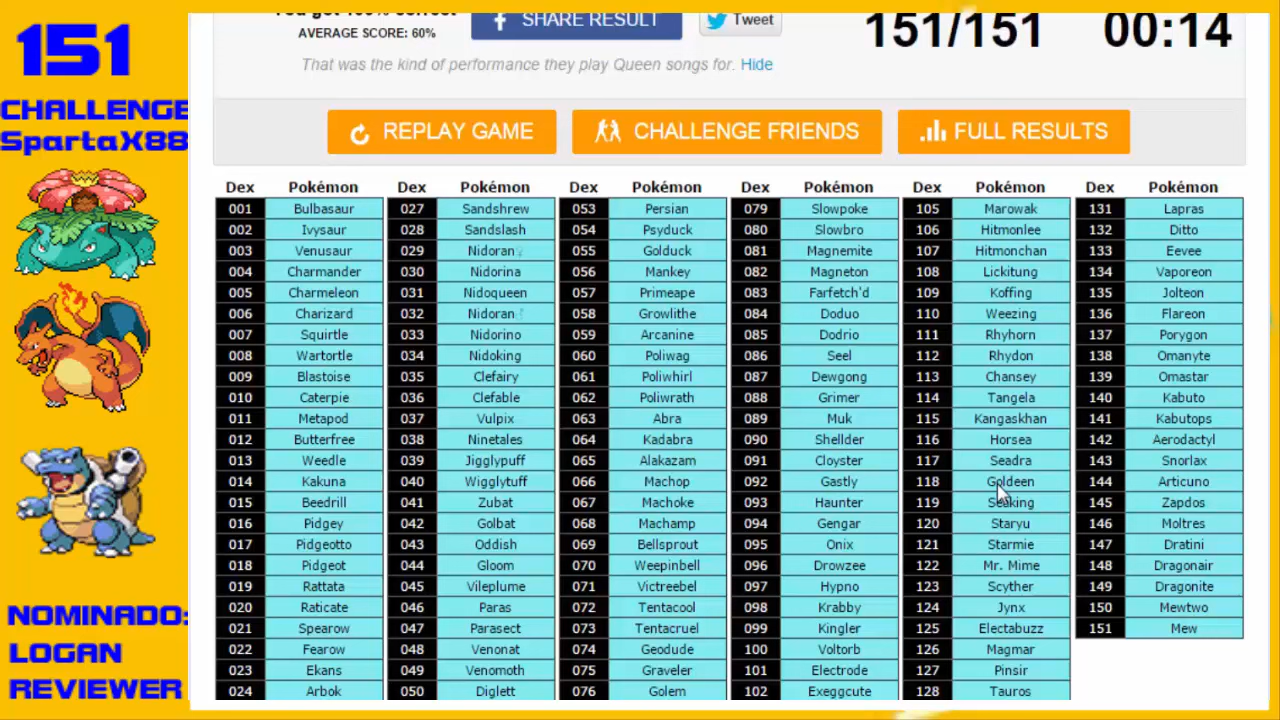 151
CHALLENGE
SpartaX88
NOMINADO:
LOGAN
REVIEWER
AVERAGE SCORE: 60%
SHARE RESULT
Tweet
151/151 00:14
That was the kind of performance they play Queen songs for. Hide
REPLAY GAME CHALLENGE FRIENDS FULL RESULTS
Dex Pokémon Dex Pokémon Dex Pokémon Dex Pokémon Dex Pokémon Dex Pokémon
001 Bulbasaur 027 Sandshrew 053 Persian 079 Slowpoke 105 Marowak 131 Lapras
002 Ivysaur 028 Sandslash 054 Psyduck 080 Slowbro 106 Hitmonlee 132 Ditto
003 Venusaur 029 Nidoran 055 Golduck 081 Magnemite 107 Hitmonchan 133 Eevee
004 Charmander 030 Nidorina 056 Mankey 082 Magneton 108 Lickitung 134 Vaporeon
005 Charmeleon 031 Nidoqueen 057 Primeape 083 Farfetch'd 109 Koffing 135 Jolteon
006 Charizard 032 Nidoran 058 Growlithe 084 Doduo 110 Weezing 136 Flareon
007 Squirtle 033 Nidorino 059 Arcanine 085 Dodrio 111 Rhyhorn 137 Porygon
008 Wartortle 034 Nidoking 060 Poliwag 086 Seel 112 Rhydon 138 Omanyte
009 Blastoise 035 Clefairy 061 Poliwhirl 087 Dewgong 113 Chansey 139 Omastar
010 Caterpie 036 Clefable 062 Poliwrath 088 Grimer 114 Tangela 140 Kabuto
011 Metapod 037 Vulpix 063 Abra 089 Muk 115 Kangaskhan 141 Kabutops
012 Butterfree 038 Ninetales 064 Kadabra 090 Shellder 116 Horsea 142 Aerodactyl
013 Weedle 039 Jigglypuff 065 Alakazam 091 Cloyster 117 Seadra 143 Snorlax
014 Kakuna 040 Wigglytuff 066 Machop 092 Gastly 118 Goldeen 144 Articuno
015 Beedrill 041 Zubat 067 Machoke 093 Haunter 119 Seaking 145 Zapdos
016 Pidgey 042 Golbat 068 Machamp 094 Gengar 120 Staryu 146 Moltres
017 Pidgeotto 043 Oddish 069 Bellsprout 095 Onix 121 Starmie 147 Dratini
018 Pidgeot 044 Gloom 070 Weepinbell 096 Drowzee 122 Mr. Mime 148 Dragonair
019 Rattata 045 Vileplume 071 Victreebel 097 Hypno 123 Scyther 149 Dragonite
020 Raticate 046 Paras 072 Tentacool 098 Krabby 124 Jynx 150 Mewtwo
021 Spearow 047 Parasect 073 Tentacruel 099 Kingler 125 Electabuzz 151 Mew
022 Fearow 048 Venonat 074 Geodude 100 Voltorb 126 Magmar
023 Ekans 049 Venomoth 075 Graveler 101 Electrode 127 Pinsir
024 Arbok 050 Diglett 076 Golem 102 Exeggcute 128 Tauros